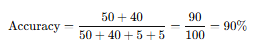 Accuracy = (50 + 40) / (50 + 40 + 5 + 5) = 90 / 100 = 90%